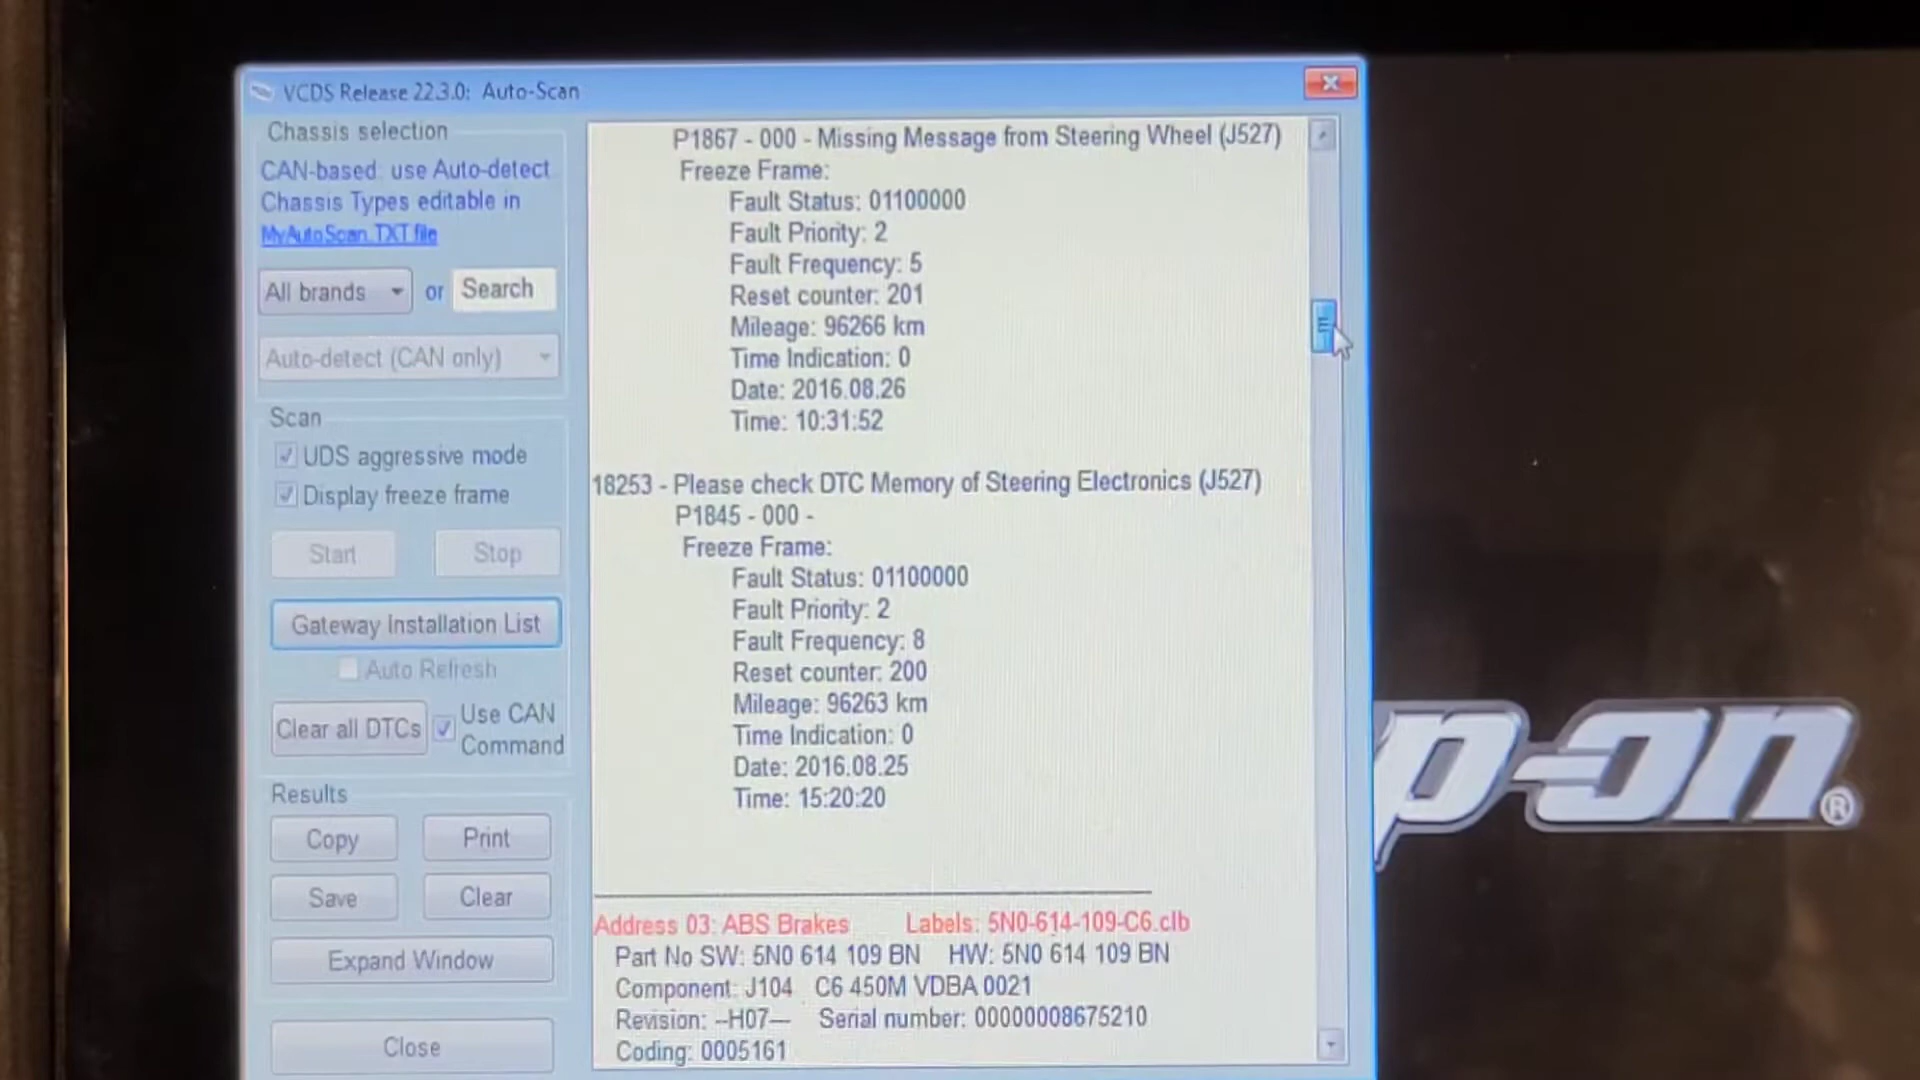 VCDS Release 22.3.0: Auto-Scan
Chassis selection
CAN-based: use Auto-detect
Chassis Types editable in
MyAutoScan.TXT file
All brands or Search
Auto-detect (CAN only)
Scan
UDS aggressive mode
Display freeze frame
Start Stop
Gateway Installation List
Auto Refresh
Clear all DTCs
Use CAN
Command
Results
Copy Print
Save Clear
Expand Window
Close
P1867 - 000 - Missing Message from Steering Wheel (J527)
Freeze Frame:
Fault Status: 01100000
Fault Priority: 2
Fault Frequency: 5
Reset counter: 201
Mileage: 96266 km
Time Indication: 0
Date: 2016.08.26
Time: 10:31:52
18253 - Please check DTC Memory of Steering Electronics (J527)
P1845 - 000 -
Freeze Frame:
Fault Status: 01100000
Fault Priority: 2
Fault Frequency: 8
Reset counter: 200
Mileage: 96263 km
Time Indication: 0
Date: 2016.08.25
Time: 15:20:20
Address 03: ABS Brakes Labels: 5N0-614-109-C6.clb
Part No SW: 5N0 614 109 BN HW: 5N0 614 109 BN
Component: J104 C6 450M VDBA 0021
Revision: --H07--- Serial number: 00000008675210
Coding: 0005161
p-on®